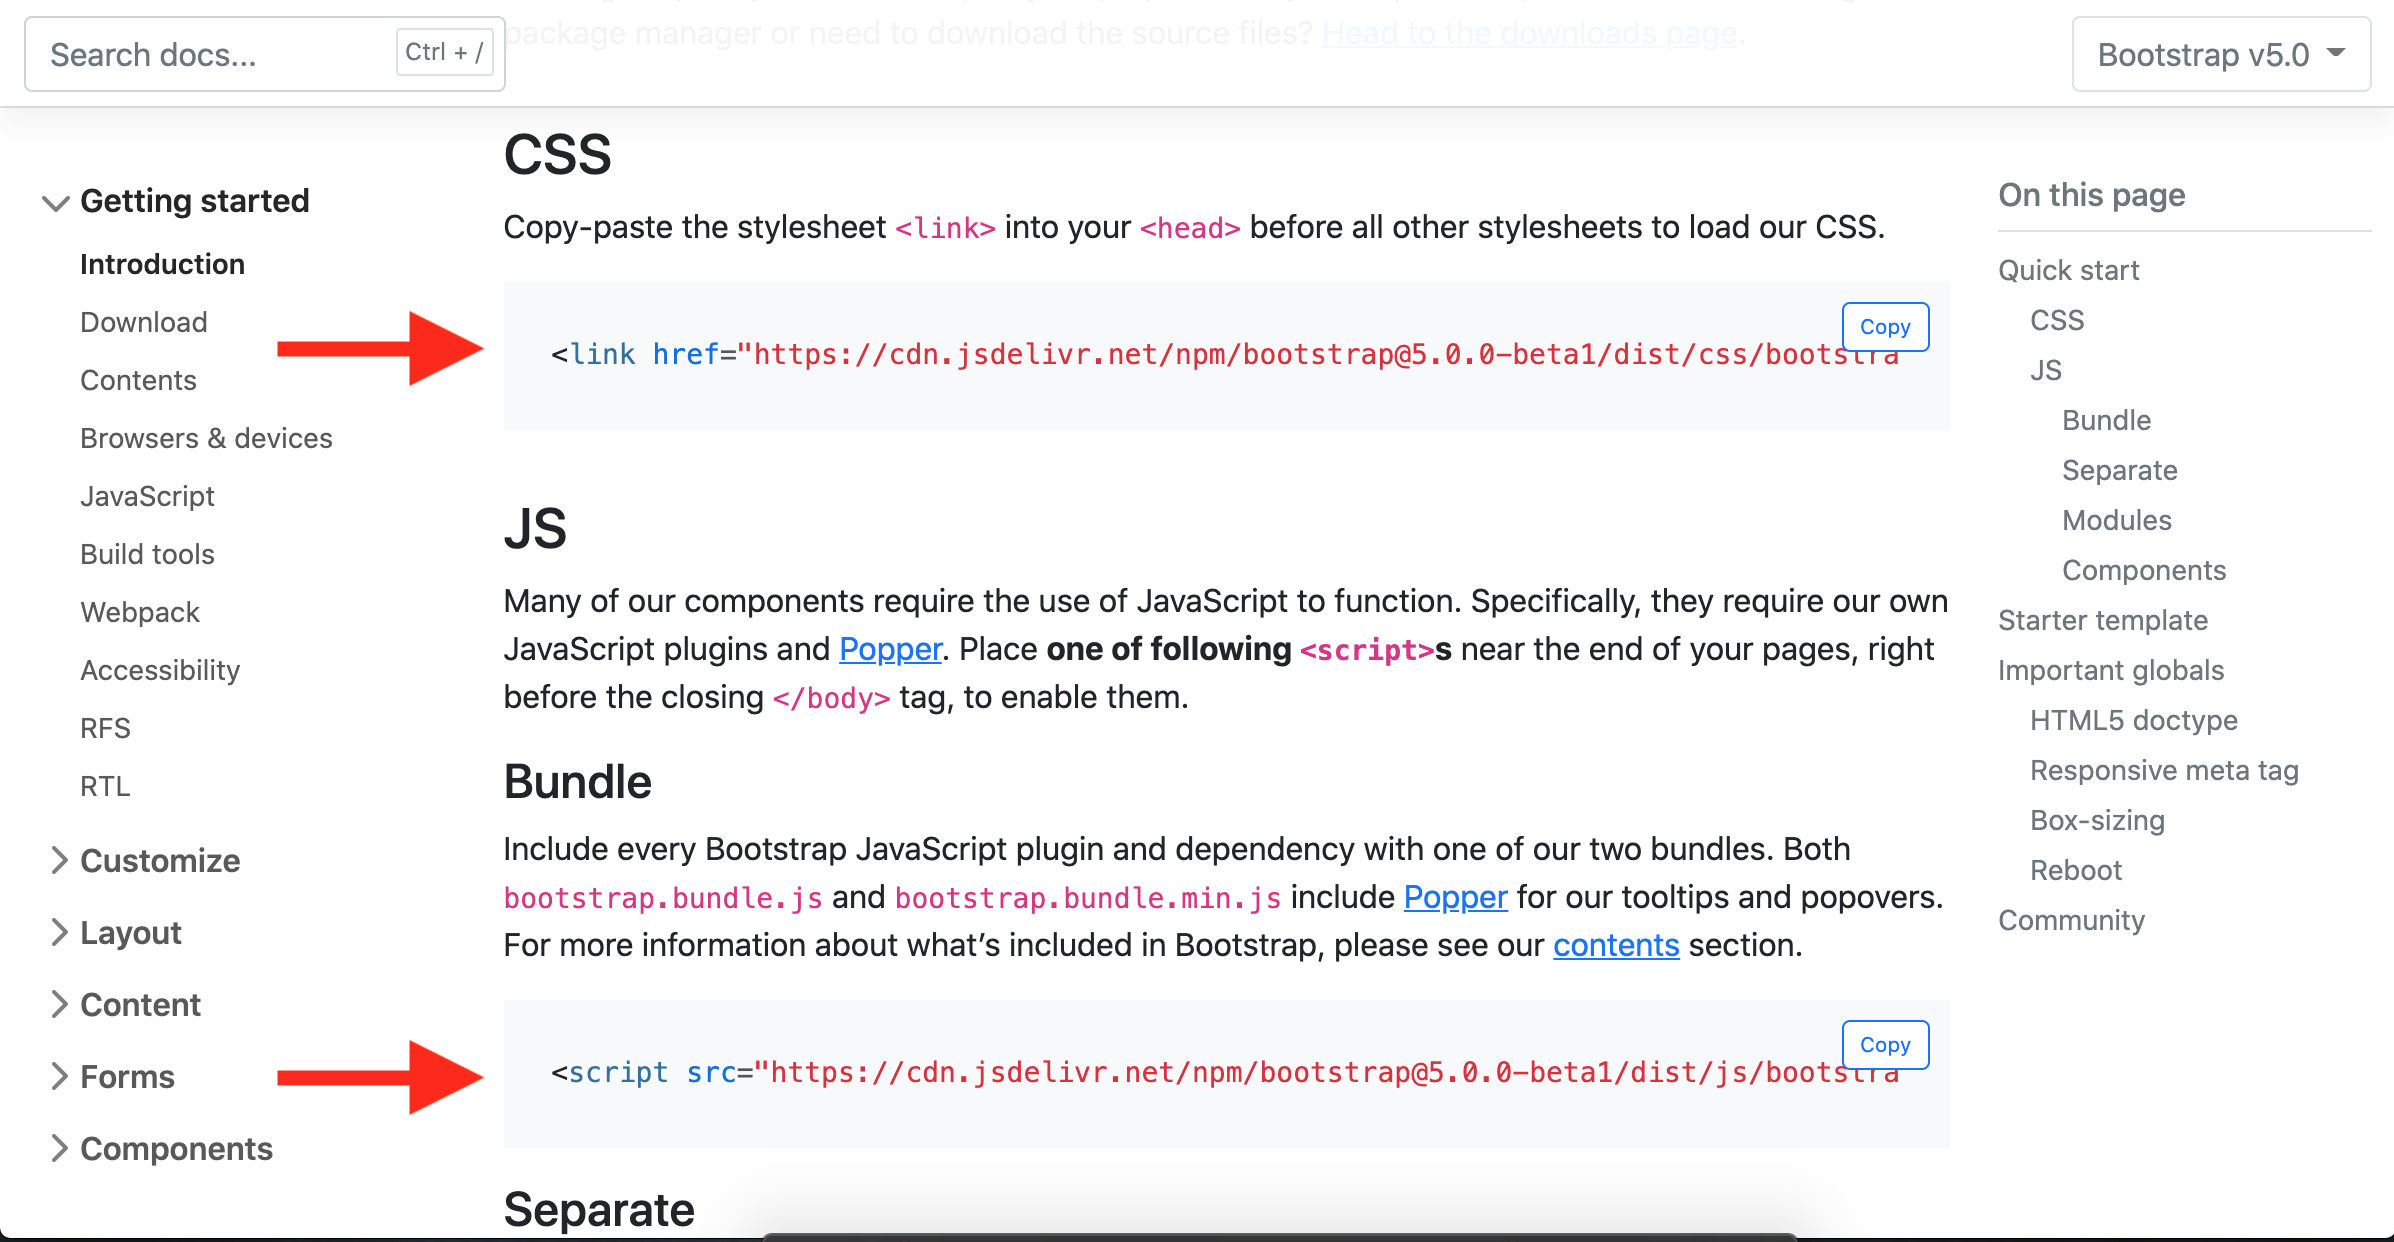 package manager or need to download the source files? Head to the downloads page.
Search docs...
Ctrl + /
Bootstrap v5.0
Getting started
Introduction
Download
Contents
Browsers & devices
JavaScript
Build tools
Webpack
Accessibility
RFS
RTL
Customize
Layout
Content
Forms
Components
CSS
Copy-paste the stylesheet <link> into your <head> before all other stylesheets to load our CSS.
Copy
<link href="https://cdn.jsdelivr.net/npm/bootstrap@5.0.0-beta1/dist/css/bootstra
JS
Many of our components require the use of JavaScript to function. Specifically, they require our own
JavaScript plugins and Popper. Place one of following <script>s near the end of your pages, right
before the closing </body> tag, to enable them.
Bundle
Include every Bootstrap JavaScript plugin and dependency with one of our two bundles. Both
bootstrap.bundle.js and bootstrap.bundle.min.js include Popper for our tooltips and popovers.
For more information about what’s included in Bootstrap, please see our contents section.
Copy
<script src="https://cdn.jsdelivr.net/npm/bootstrap@5.0.0-beta1/dist/js/bootstra
Separate
On this page
Quick start
CSS
JS
Bundle
Separate
Modules
Components
Starter template
Important globals
HTML5 doctype
Responsive meta tag
Box-sizing
Reboot
Community